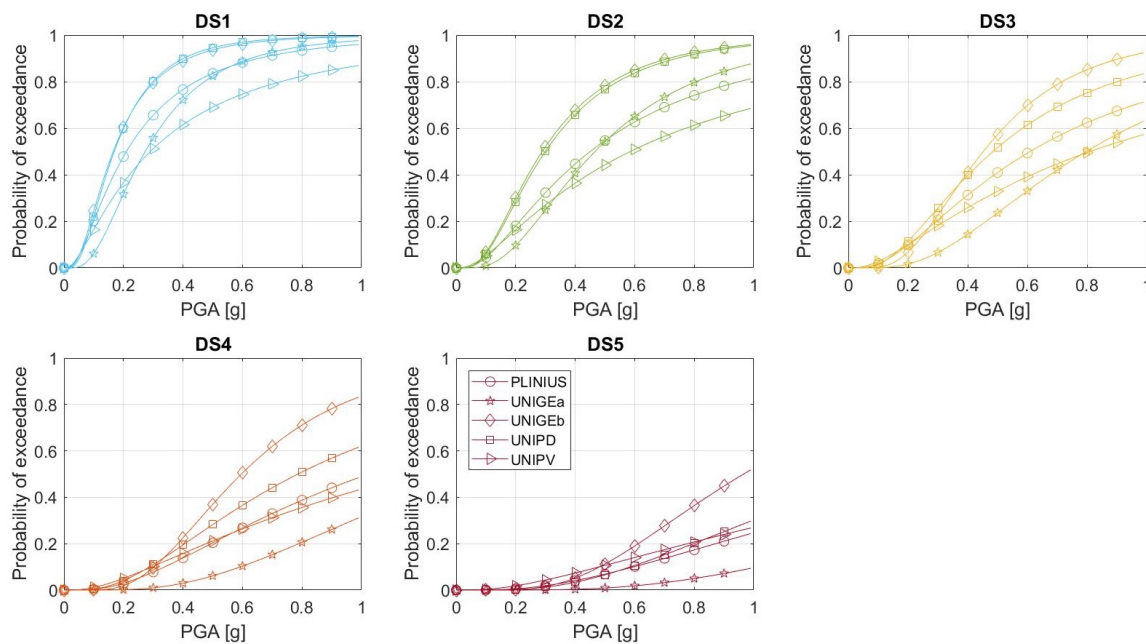 DS1
DS2
DS3
Probability of exceedance
1
0.8
0.6
0.4
0.2
0
0 0.2 0.4 0.6 0.8 1
PGA [g]
Probability of exceedance
1
0.8
0.6
0.4
0.2
0
0 0.2 0.4 0.6 0.8 1
PGA [g]
Probability of exceedance
1
0.8
0.6
0.4
0.2
0
0 0.2 0.4 0.6 0.8 1
PGA [g]
DS4
DS5
Probability of exceedance
1
0.8
0.6
0.4
0.2
0
0 0.2 0.4 0.6 0.8 1
PGA [g]
Probability of exceedance
1
0.8
0.6
0.4
0.2
0
PLINIUS
UNIGEa
UNIGEb
UNIPD
UNIPV
0 0.2 0.4 0.6 0.8 1
PGA [g]